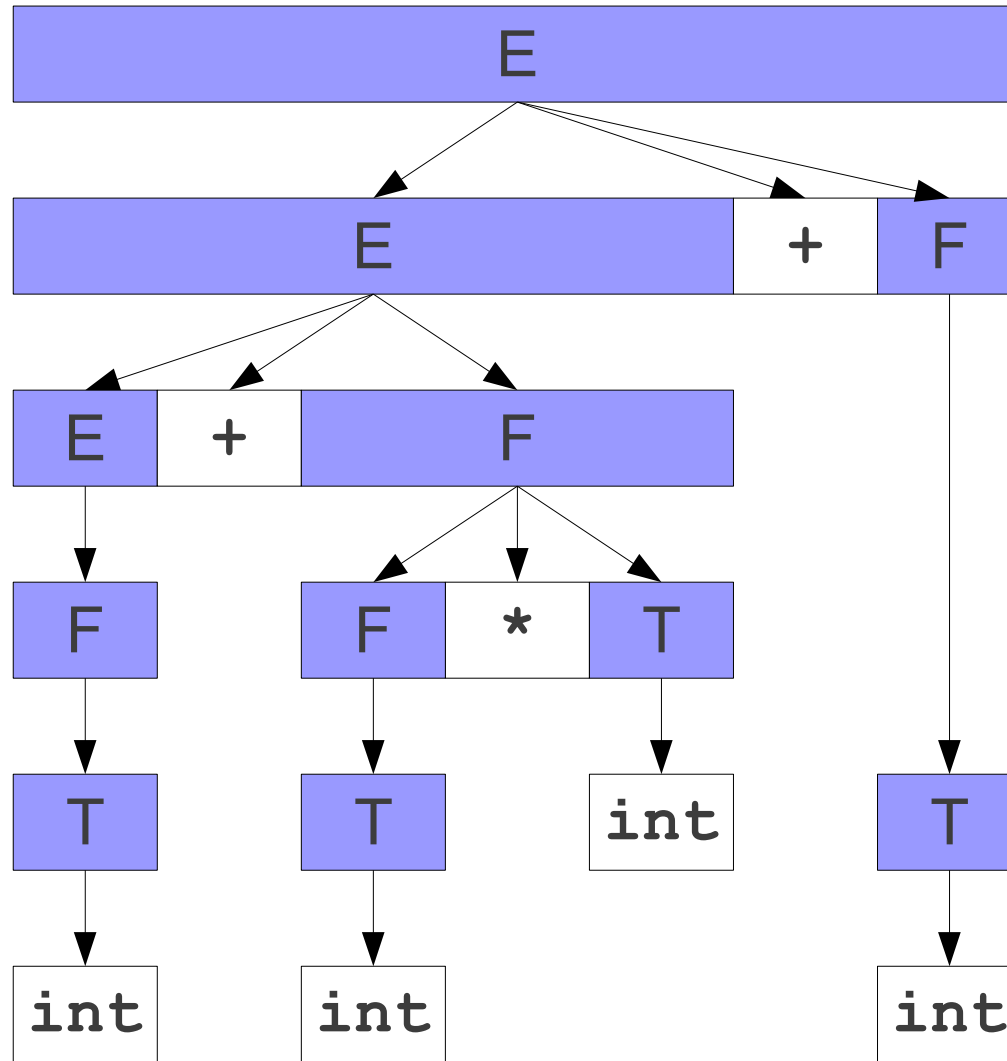 E
E + F
E + F
F F * T
T T int T
int int int